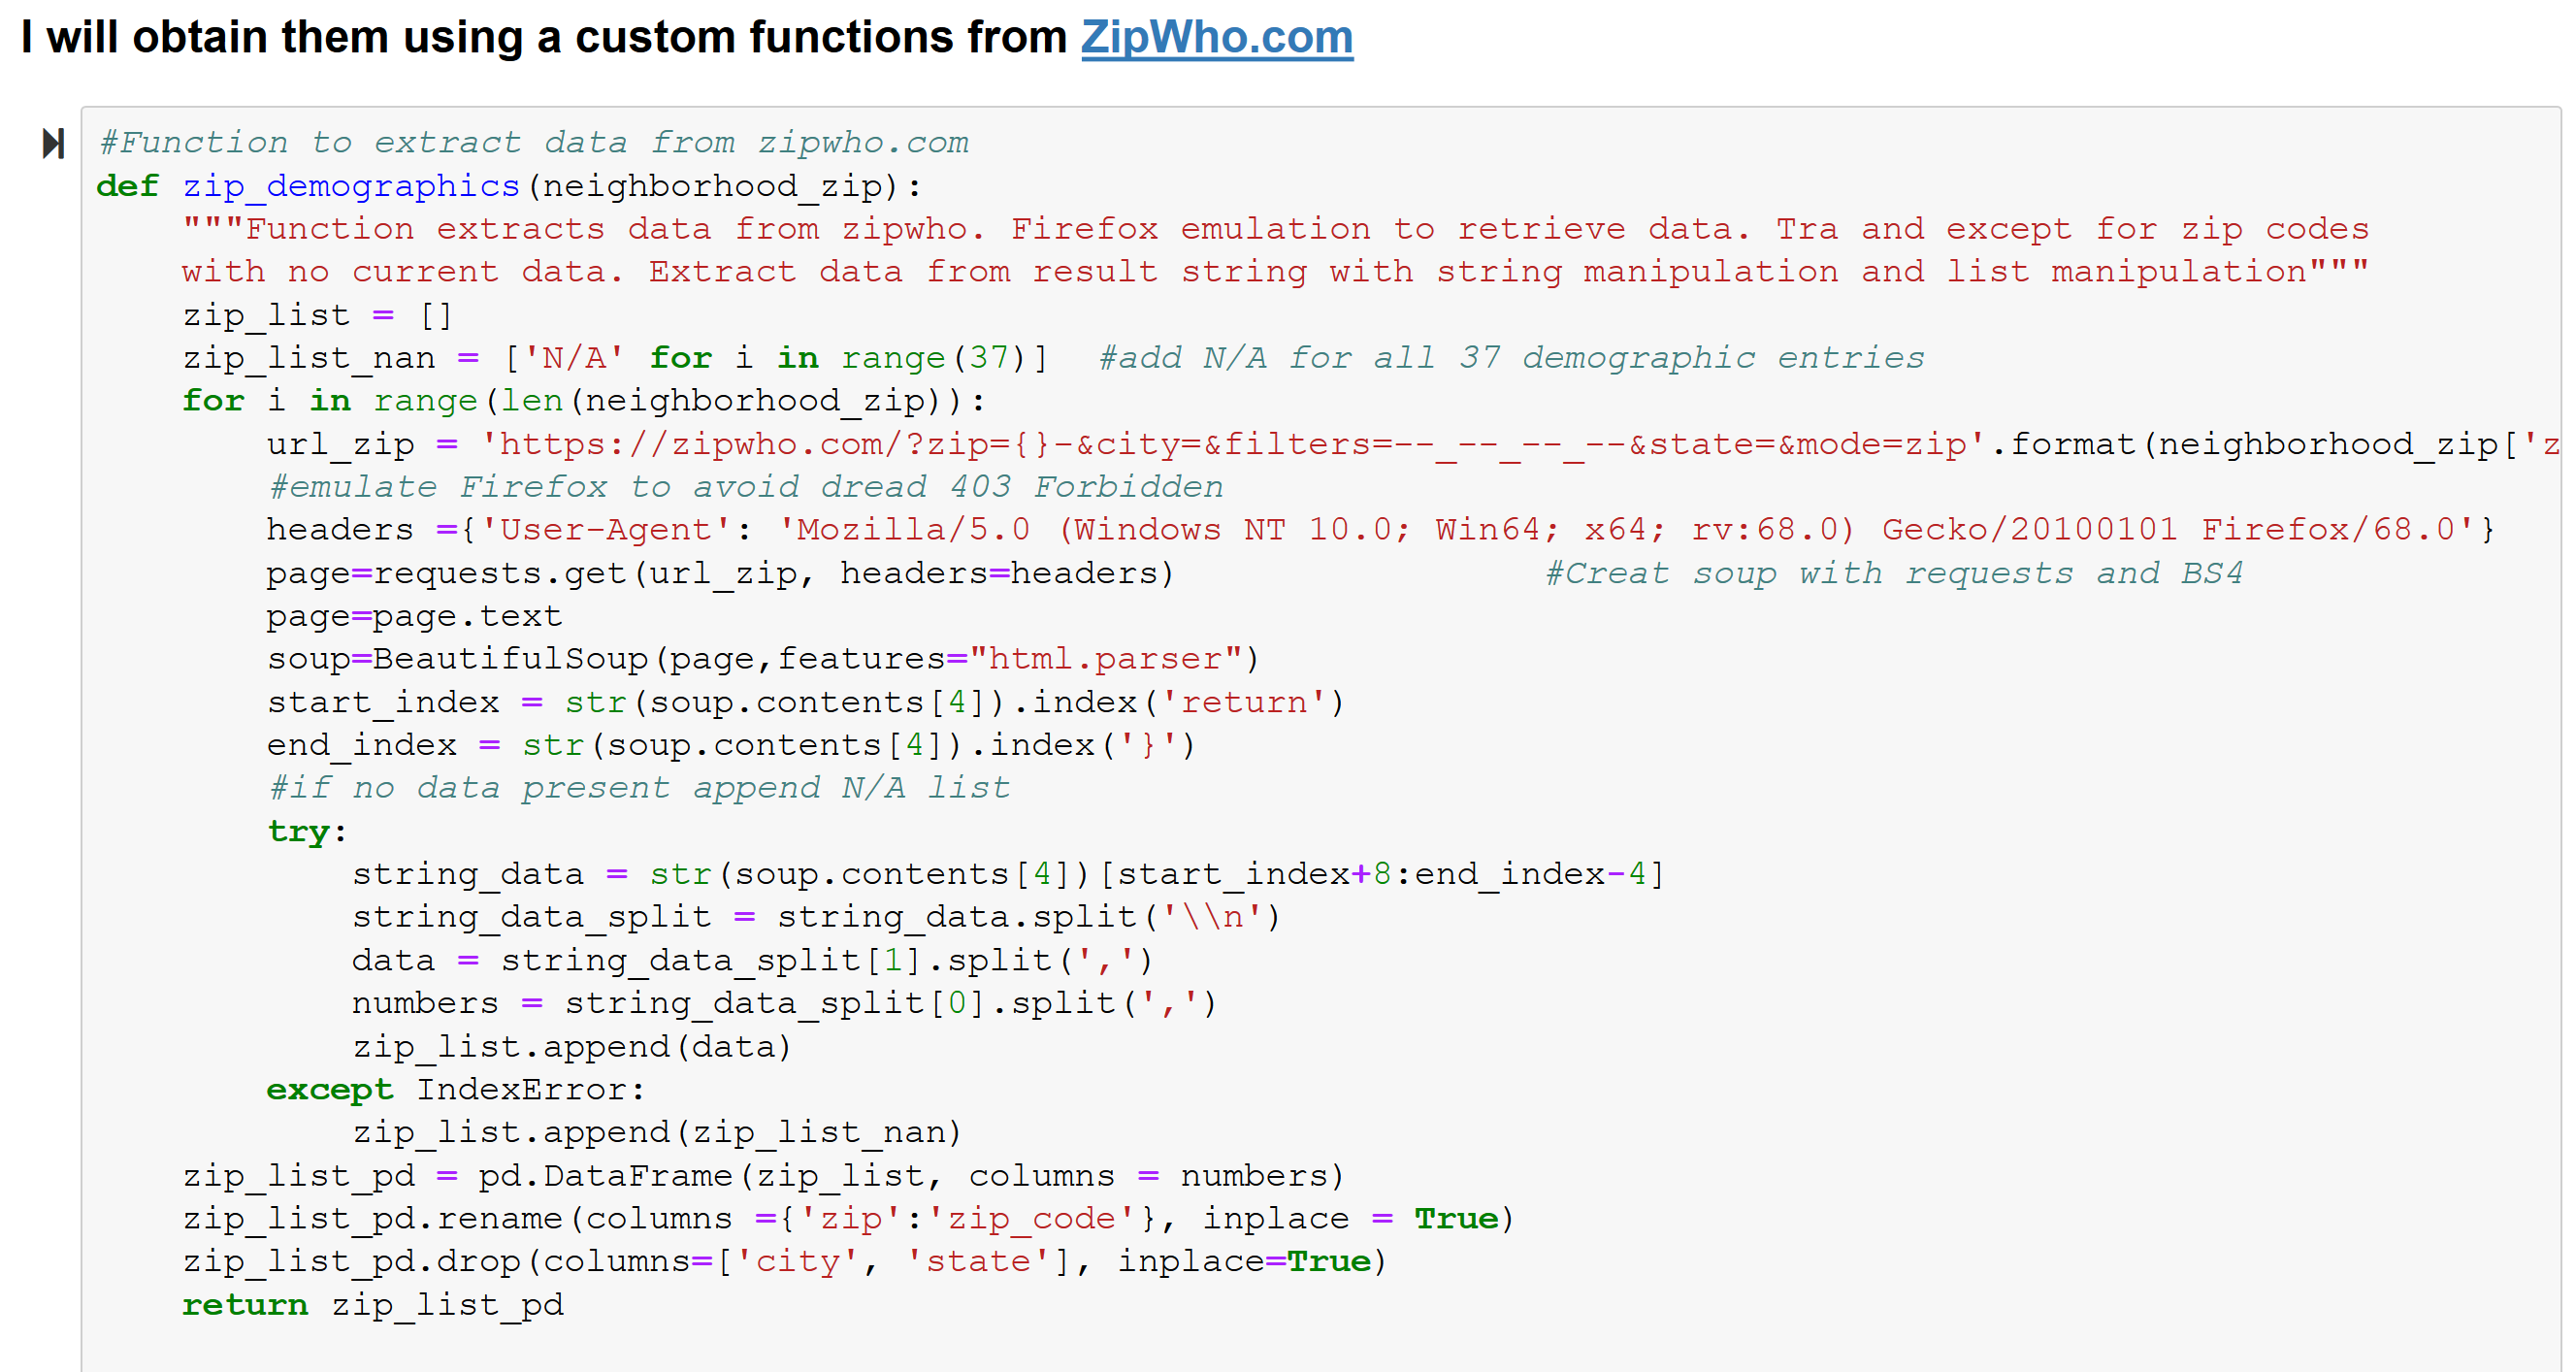 I will obtain them using a custom functions from ZipWho.com
#Function to extract data from zipwho.com
def zip_demographics(neighborhood_zip):
    """Function extracts data from zipwho. Firefox emulation to retrieve data. Tra and except for zip codes
    with no current data. Extract data from result string with string manipulation and list manipulation"""
    zip_list = []
    zip_list_nan = ['N/A' for i in range(37)]  #add N/A for all 37 demographic entries
    for i in range(len(neighborhood_zip)):
        url_zip = 'https://zipwho.com/?zip={}-&city=&filters=--_--_--_--&state=&mode=zip'.format(neighborhood_zip['z
        #emulate Firefox to avoid dread 403 Forbidden
        headers ={'User-Agent': 'Mozilla/5.0 (Windows NT 10.0; Win64; x64; rv:68.0) Gecko/20100101 Firefox/68.0'}
        page=requests.get(url_zip, headers=headers)                 #Creat soup with requests and BS4
        page=page.text
        soup=BeautifulSoup(page,features="html.parser")
        start_index = str(soup.contents[4]).index('return')
        end_index = str(soup.contents[4]).index('}')
        #if no data present append N/A list
        try:
            string_data = str(soup.contents[4])[start_index+8:end_index-4]
            string_data_split = string_data.split('\\n')
            data = string_data_split[1].split(',')
            numbers = string_data_split[0].split(',')
            zip_list.append(data)
        except IndexError:
            zip_list.append(zip_list_nan)
    zip_list_pd = pd.DataFrame(zip_list, columns = numbers)
    zip_list_pd.rename(columns ={'zip':'zip_code'}, inplace = True)
    zip_list_pd.drop(columns=['city', 'state'], inplace=True)
    return zip_list_pd